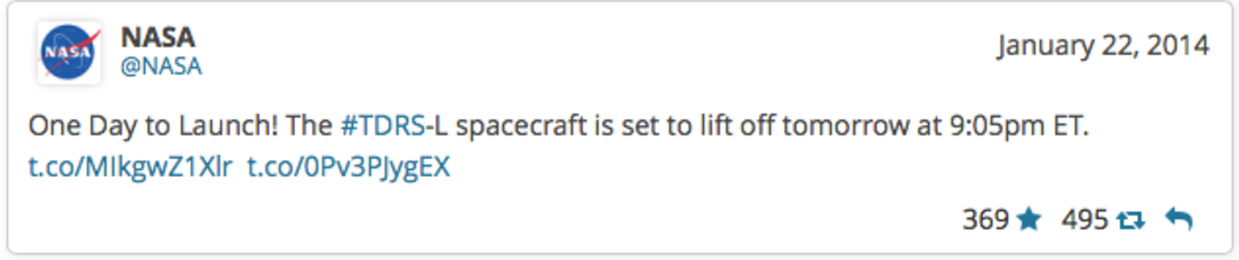 NASA
NASA
@NASA
January 22, 2014
One Day to Launch! The #TDRS-L spacecraft is set to lift off tomorrow at 9:05pm ET.
t.co/MIkgwZ1Xlr t.co/0Pv3PJygEX
369 495